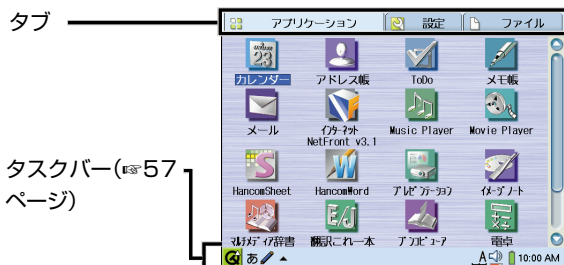 タブ
アプリケーション 設定 ファイル
23
カレンダー アドレス帳 ToDo メモ帳
メール インターネット NetFront v3.1 Music Player Movie Player
HancomSheet HancomWord プレゼンテーション イメージノート
マルチメディア辞書 翻訳これ一本 ブンコビューア 電卓
タスクバー(☞57
ページ)
あ
A 10:00 AM